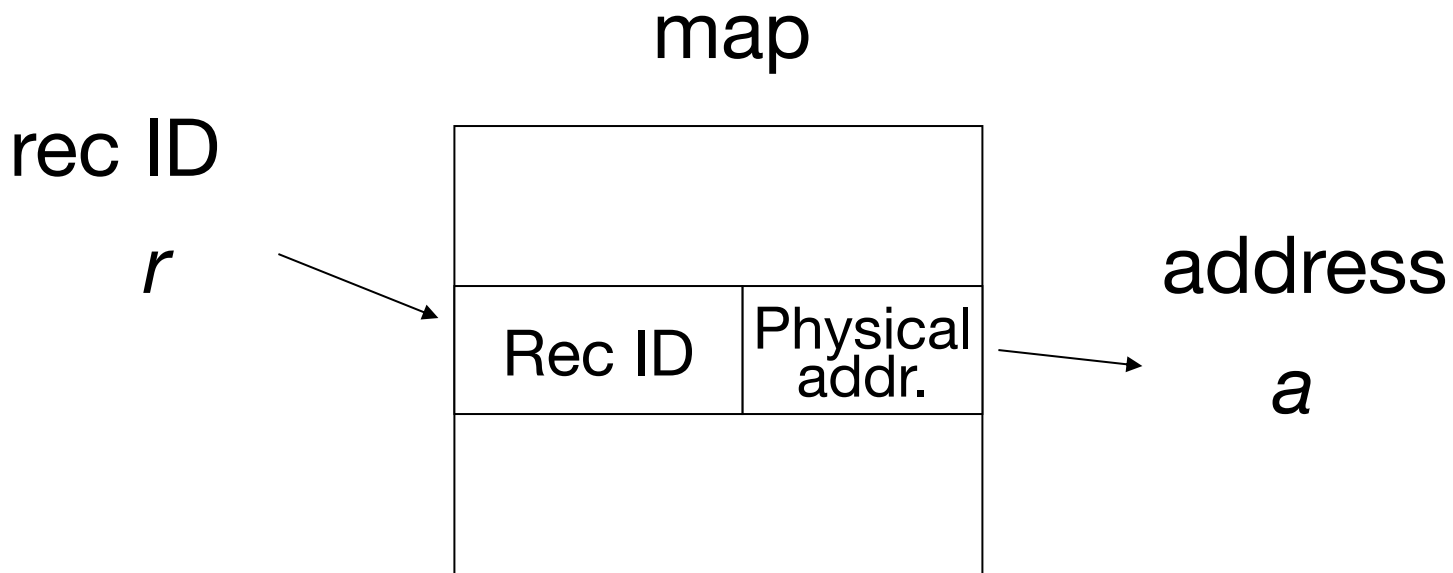 map
rec ID
r
Rec ID
Physical
addr.
address
a